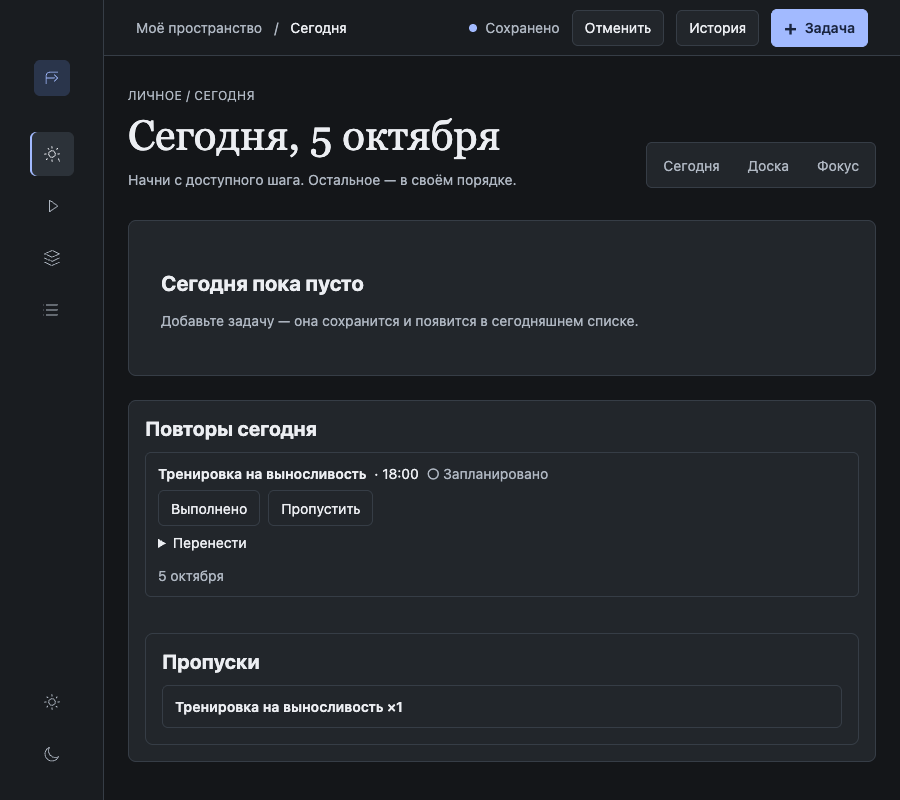 Моё пространство / Сегодня
Сохранено
Отменить
История
+ Задача
ЛИЧНОЕ / СЕГОДНЯ
Сегодня, 5 октября
Начни с доступного шага. Остальное — в своём порядке.
Сегодня
Доска
Фокус
Сегодня пока пусто
Добавьте задачу — она сохранится и появится в сегодняшнем списке.
Повторы сегодня
Тренировка на выносливость · 18:00 Запланировано
Выполнено
Пропустить
Перенести
5 октября
Пропуски
Тренировка на выносливость ×1